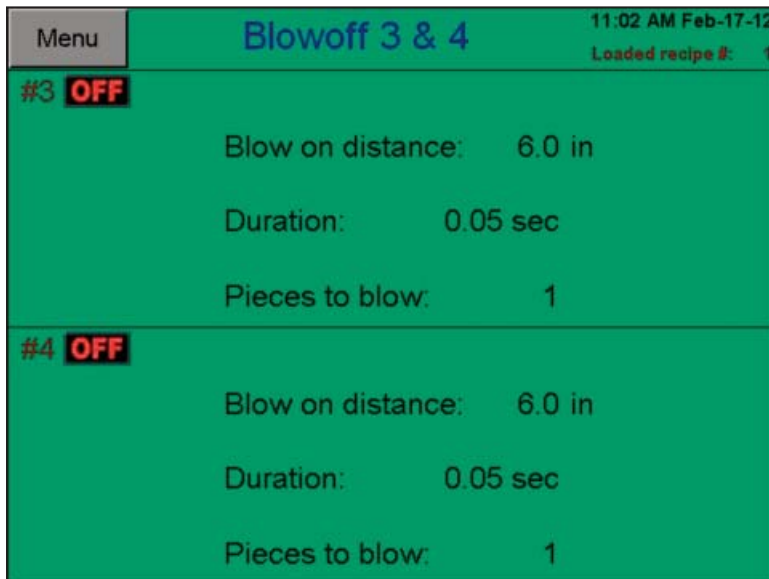 Menu
Blowoff 3 & 4
11:02 AM Feb-17-12
Loaded recipe #: 1
#3 OFF
Blow on distance: 6.0 in
Duration: 0.05 sec
Pieces to blow: 1
#4 OFF
Blow on distance: 6.0 in
Duration: 0.05 sec
Pieces to blow: 1